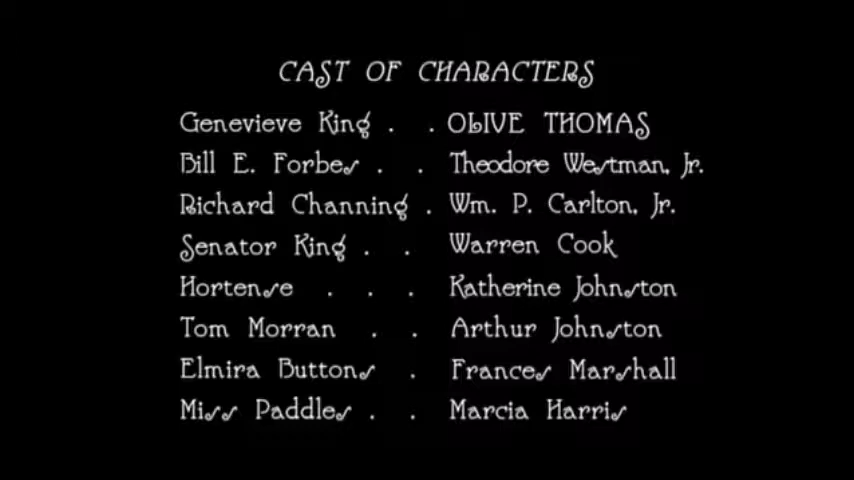 CAST OF CHARACTERS
Genevieve King . . OLIVE THOMAS
Bill E. Forbes . . Theodore Westman, Jr.
Richard Channing . Wm. P. Carlton, Jr.
Senator King . . Warren Cook
Hortense . . . Katherine Johnston
Tom Morran . . Arthur Johnston
Elmira Buttons . Frances Marshall
Miss Paddles . . Marcia Harris